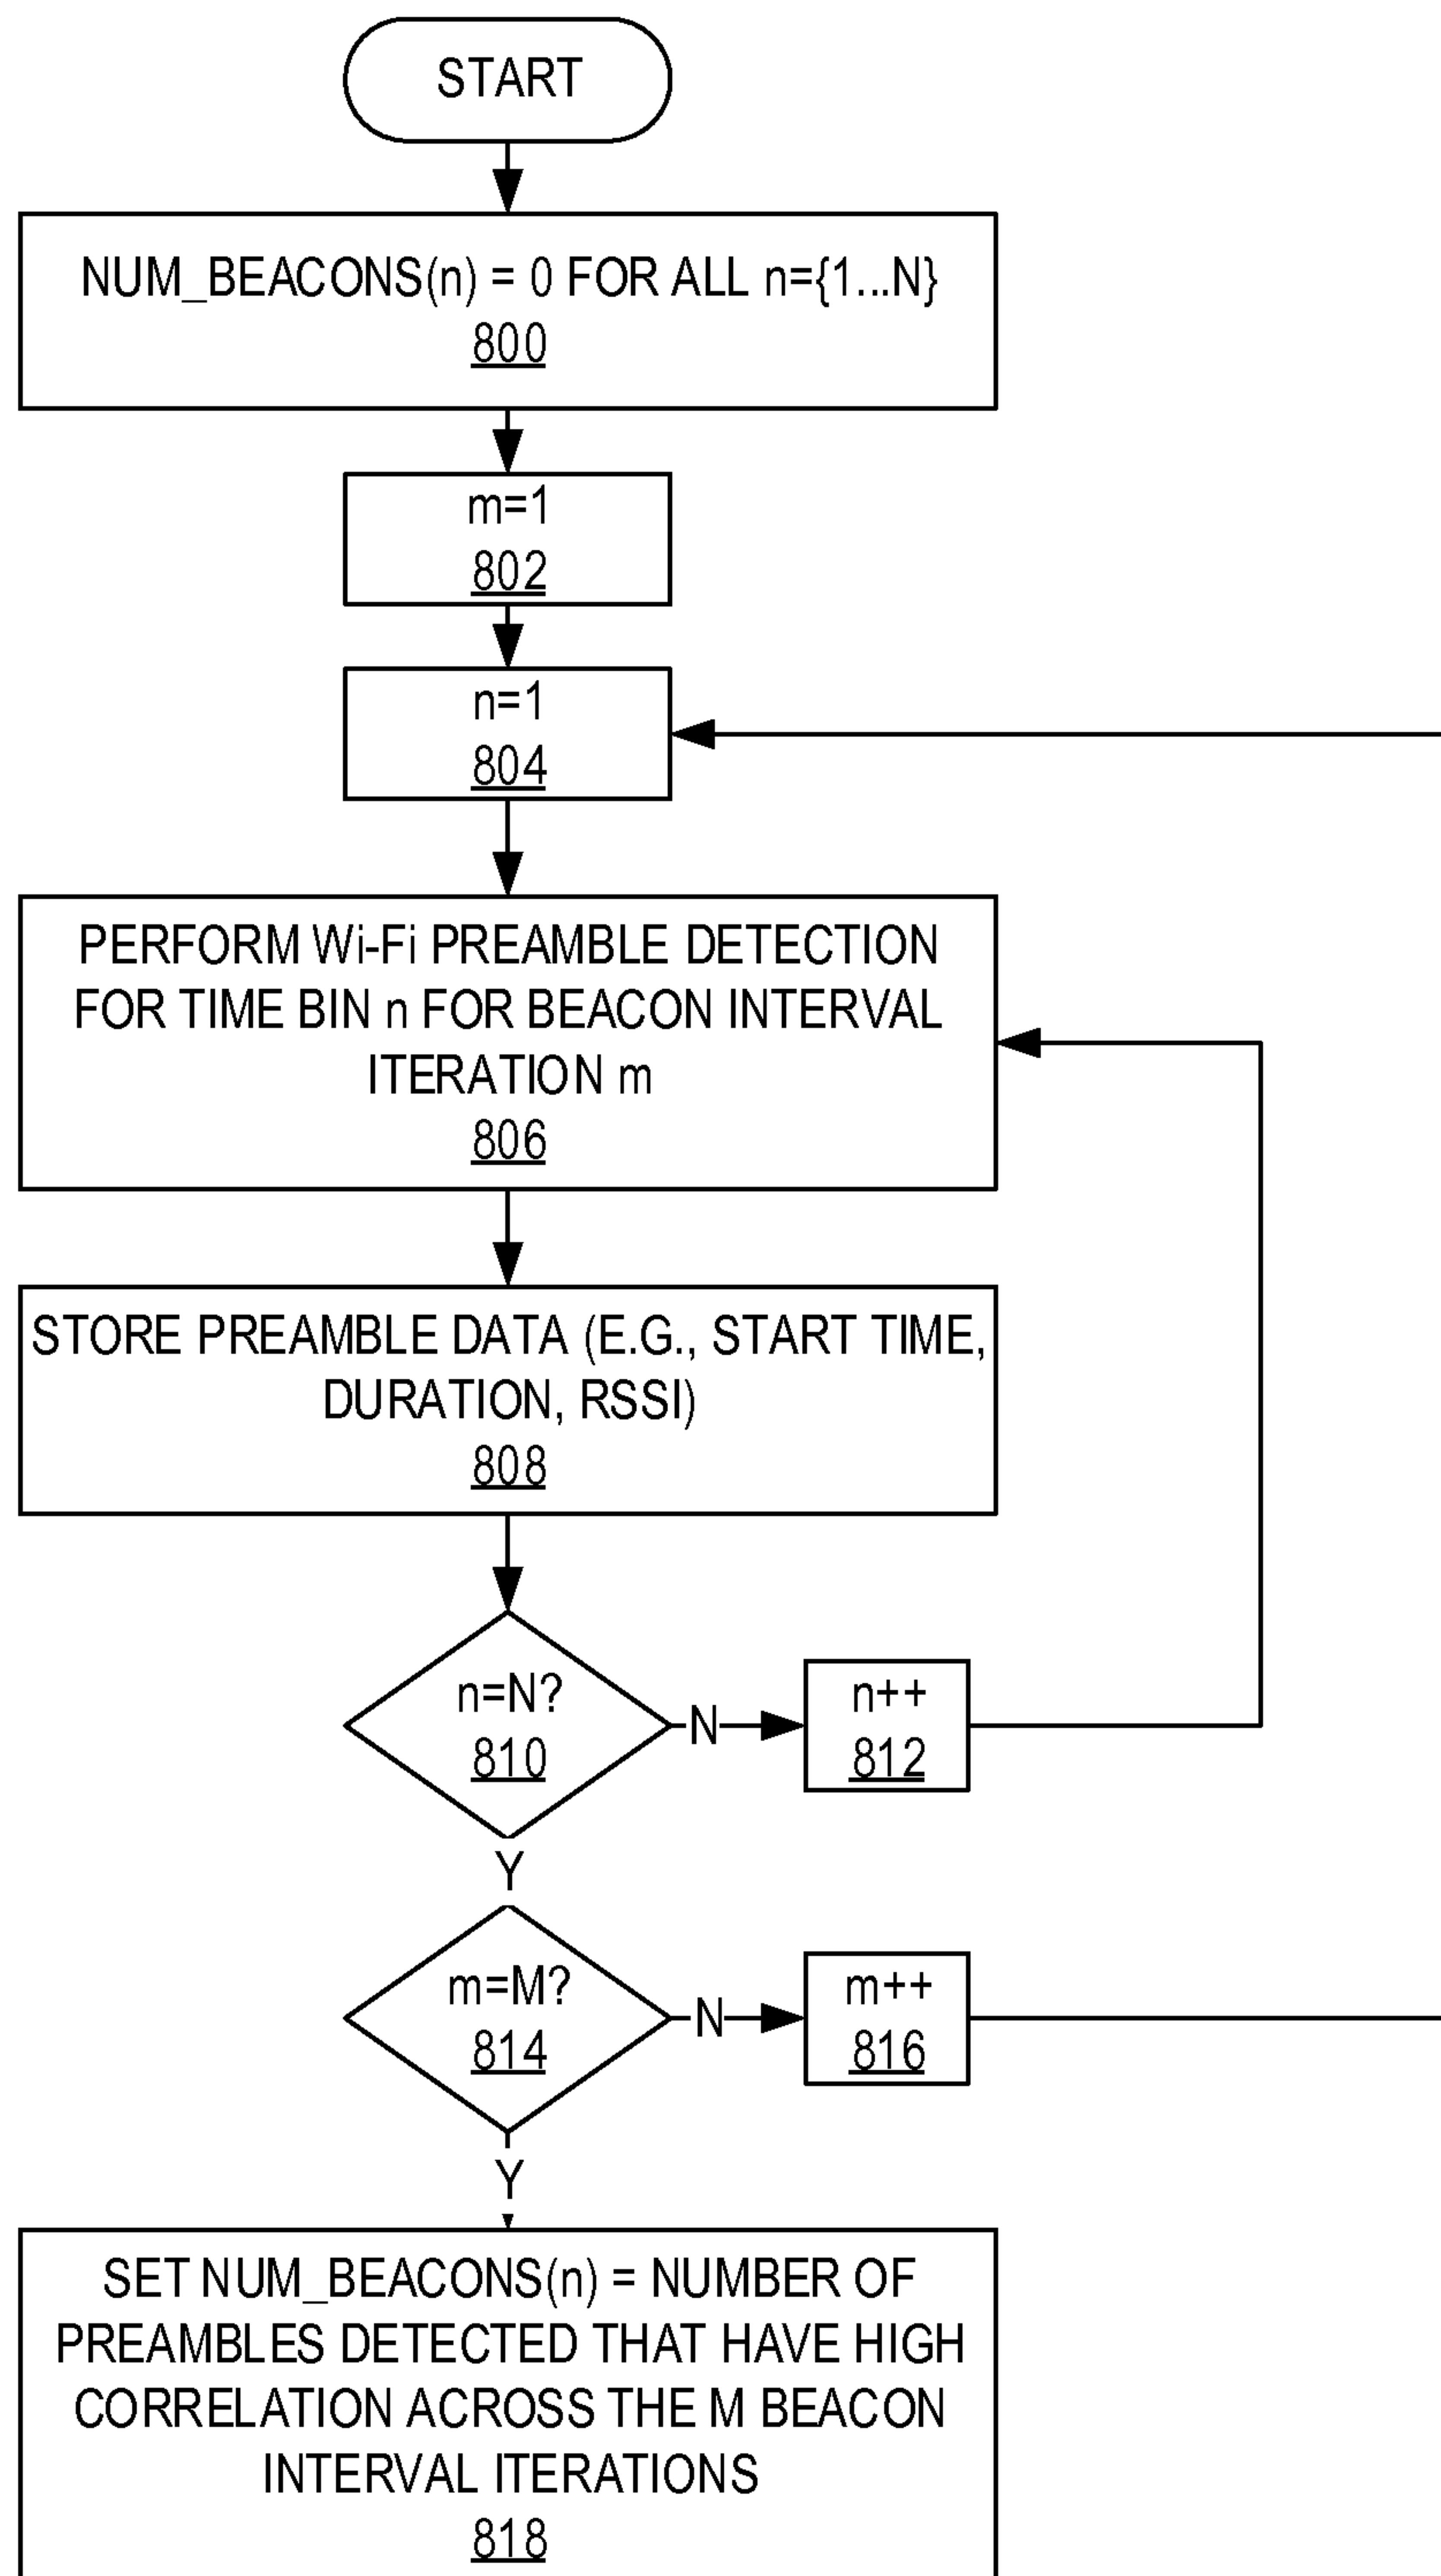 START
NUM_BEACONS(n) = 0 FOR ALL n={1...N}
800
m=1
802
n=1
804
PERFORM Wi-Fi PREAMBLE DETECTION
FOR TIME BIN n FOR BEACON INTERVAL
ITERATION m
806
STORE PREAMBLE DATA (E.G., START TIME,
DURATION, RSSI)
808
n=N?
810
N
n++
812
Y
m=M?
814
N
m++
816
Y
SET NUM_BEACONS(n) = NUMBER OF
PREAMBLES DETECTED THAT HAVE HIGH
CORRELATION ACROSS THE M BEACON
INTERVAL ITERATIONS
818